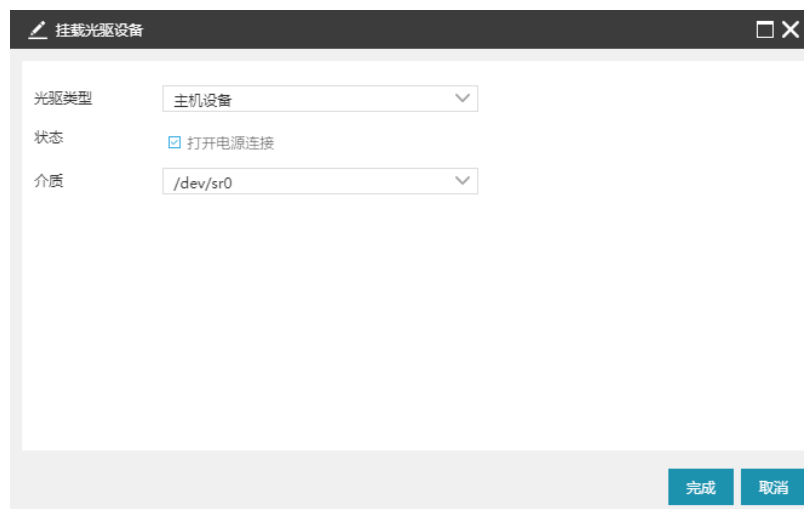 挂载光驱设备
光驱类型 主机设备
状态 打开电源连接
介质 /dev/sr0
完成 取消